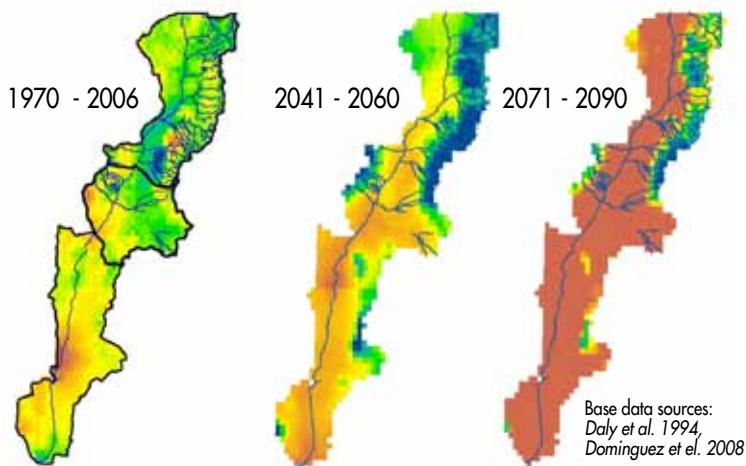 1970 - 2006
2041 - 2060
2071 - 2090
Base data sources:
Daly et al. 1994,
Dominguez et el. 2008